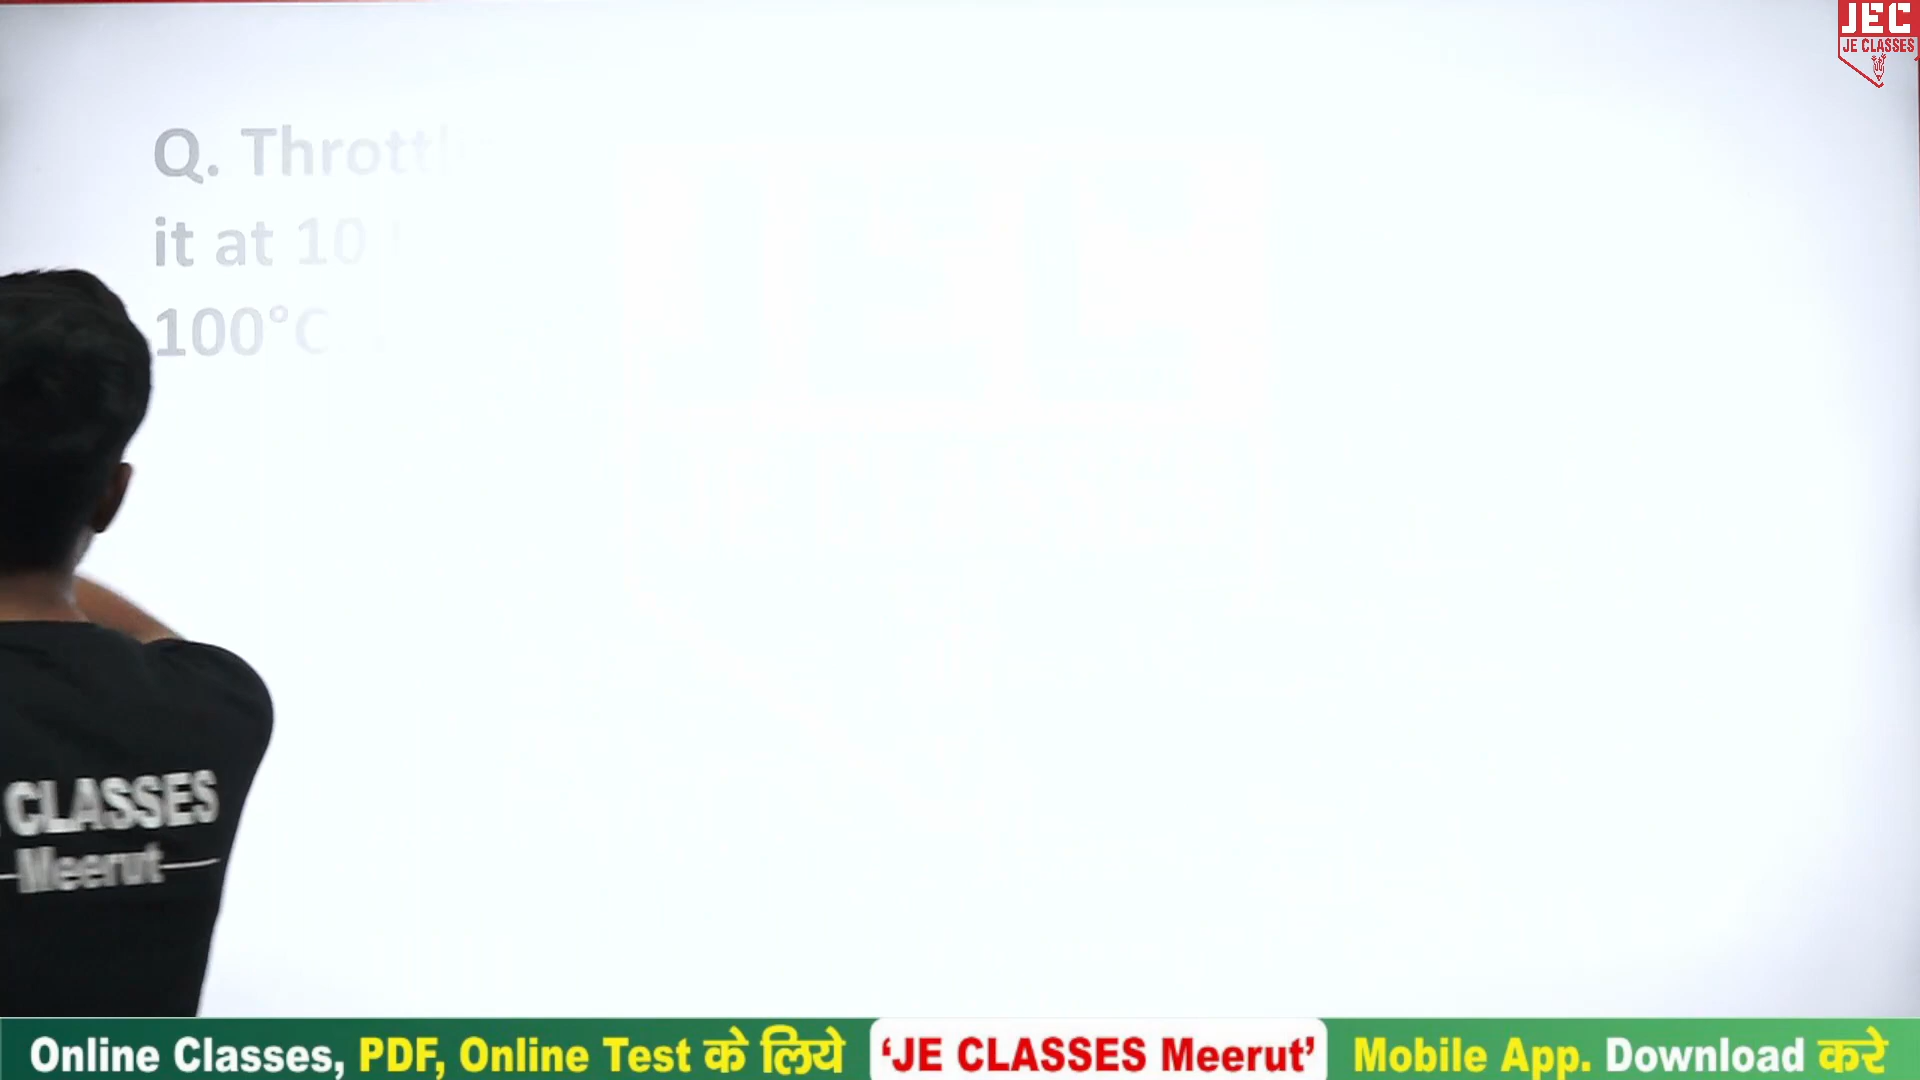 JEC
JE CLASSES
Q. Thrott
it at 10
100°C
CLASSES
Meerut
Online Classes, PDF, Online Test के लिये 'JE CLASSES Meerut' Mobile App. Download करे